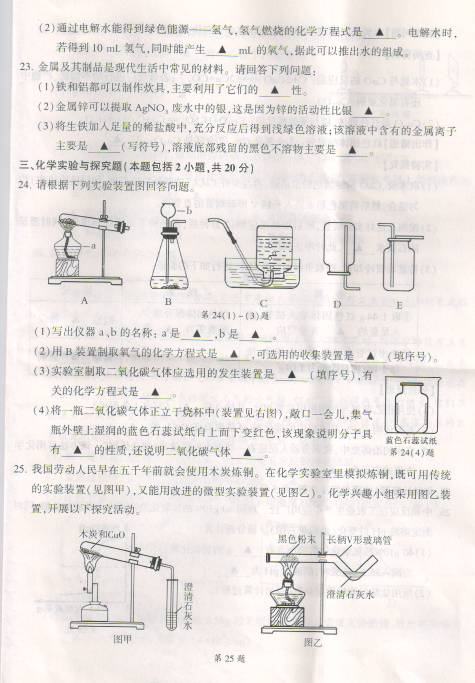 (2)通过电解水能得到绿色能源——氢气,氢气燃烧的化学方程式是 ▲ 。电解水时,
若得到10 mL氢气,同时能产生 ▲ mL的氧气,据此可以推出水的组成。
23. 金属及其制品是现代生活中常见的材料。请回答下列问题:
(1)铁和铝都可以制作炊具,主要利用了它们的 ▲ 性。
(2)金属锌可以提取AgNO3废水中的银,这是因为锌的活动性比银 ▲ 。
(3)将生铁加入足量的稀盐酸中,充分反应后得到浅绿色溶液;该溶液中含有的金属离子
主要是 ▲ (写符号),溶液底部残留的黑色不溶物主要是 ▲ 。
三、化学实验与探究题(本题包括2小题,共20分)
24. 请根据下列实验装置图回答问题。
a
b
A
B
C
D
E
第24(1)~(3)题
(1)写出仪器a、b的名称:a是 ▲ ,b是 ▲ 。
(2)用B装置制取氧气的化学方程式是 ▲ ,可选用的收集装置是 ▲ (填序号)。
(3)实验室制取二氧化碳气体应选用的发生装置是 ▲ (填序号),有
关的化学方程式是 ▲ 。
(4)将一瓶二氧化碳气体正立于烧杯中(装置见右图),敞口一会儿,集气
瓶外壁上湿润的蓝色石蕊试纸自上而下变红色,该现象说明分子具
有 ▲ 的性质,还说明二氧化碳气体 ▲ 。
蓝色石蕊试纸
第24(4)题
25. 我国劳动人民早在五千年前就会使用木炭炼铜。在化学实验室里模拟炼铜,既可用传统
的实验装置(见图甲),又能用改进的微型实验装置(见图乙)。化学兴趣小组采用图乙装
置,开展以下探究活动。
木炭和CuO
澄清石灰水
图甲
黑色粉末
长柄V形玻璃管
澄清石灰水
图乙
第25题